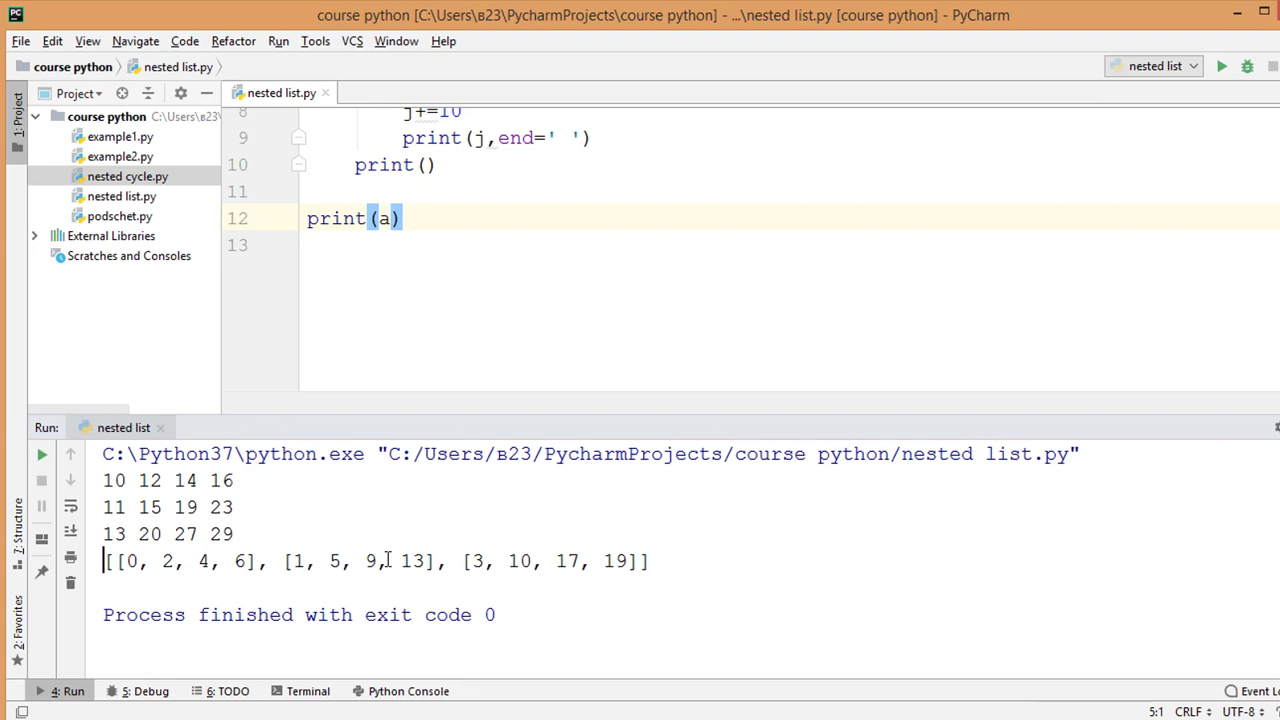 PC
course python [C:\Users\в23\PycharmProjects\course python] - ...\nested list.py [course python] - PyCharm
File Edit View Navigate Code Refactor Run Tools VCS Window Help
course python nested list.py
nested list
1: Project
Project
nested list.py
course python C:\Users\в23
example1.py
example2.py
nested cycle.py
nested list.py
podschet.py
External Libraries
Scratches and Consoles
8 j+=10
9 print(j,end=' ')
10 print()
11
12 print(a)
13
Run: nested list
C:\Python37\python.exe "C:/Users/в23/PycharmProjects/course python/nested list.py"
10 12 14 16
11 15 19 23
13 20 27 29
[[0, 2, 4, 6], [1, 5, 9, 13], [3, 10, 17, 19]]
Process finished with exit code 0
7: Structure
2: Favorites
4: Run 5: Debug 6: TODO Terminal Python Console Event Lo
5:1 CRLF UTF-8